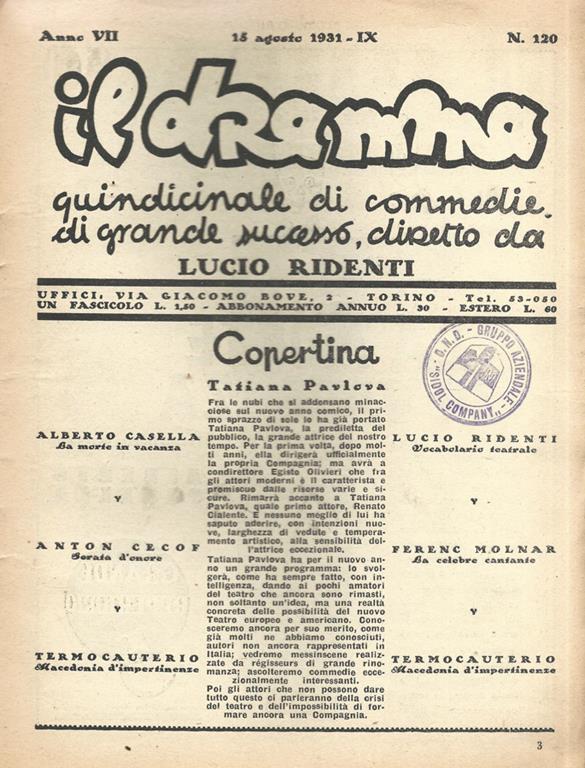 Anno VII 15 agosto 1931 - IX N. 120
il dramma
quindicinale di commedie
di grande successo, diretto da
LUCIO RIDENTI
UFFICI: VIA GIACOMO BOVE, 2 - TORINO - Tel. 53-050
UN FASCICOLO L. 1,50 - ABBONAMENTO ANNUO L. 30 - ESTERO L. 60
Copertina
"SIDOL COMPANY" - O.N.D. - GRUPPO AZIENDALE
ALBERTO CASELLA
La morte in vacanza
ANTON CECOF
Serata d'onore
TERMOCAUTERIO
Macedonia d'impertinenze
Tatiana Pavlova
Fra le nubi che si addensano minac-
ciose sul nuovo anno comico, il pri-
mo sprazzo di sole lo ha già portato
Tatiana Pavlova, la prediletta del
pubblico, la grande attrice del nostro
tempo. Per la prima volta, dopo mol-
ti anni, ella dirigerà ufficialmente
la propria Compagnia; ma avrà a
condirettore Egisto Olivieri che fra
gli attori moderni è il caratterista e
promiscuo dalle risorse varie e si-
cure. Rimarrà accanto a Tatiana
Pavlova, quale primo attore, Renato
Cialente. E nessuno meglio di lui ha
saputo aderire, con intenzioni nuo-
ve, larghezza di vedute e tempera-
mento artistico, alla sensibilità del-
l'attrice eccezionale.
Tatiana Pavlova ha per il nuovo an-
no un grande programma: lo svol-
gerà, come ha sempre fatto, con in-
telligenza, dando ai pochi amatori
del teatro che ancora sono rimasti,
non soltanto un'idea, ma una realtà
concreta delle possibilità del nuovo
Teatro europeo e americano. Cono-
sceremo ancora per suo merito, come
già molti ne abbiamo conosciuti,
autori non ancora rappresentati in
Italia; vedremo messinscene realiz-
zate da régisseurs di grande rino-
manza; ascolteremo commedie ecce-
zionalmente interessanti.
Poi gli attori che non possono dare
tutto questo ci parleranno della crisi
del teatro e dell'impossibilità di for-
mare ancora una Compagnia.
LUCIO RIDENTI
Vocabolario teatrale
FERENC MOLNAR
La celebre cantante
TERMOCAUTERIO
Macedonia d'impertinenze
3